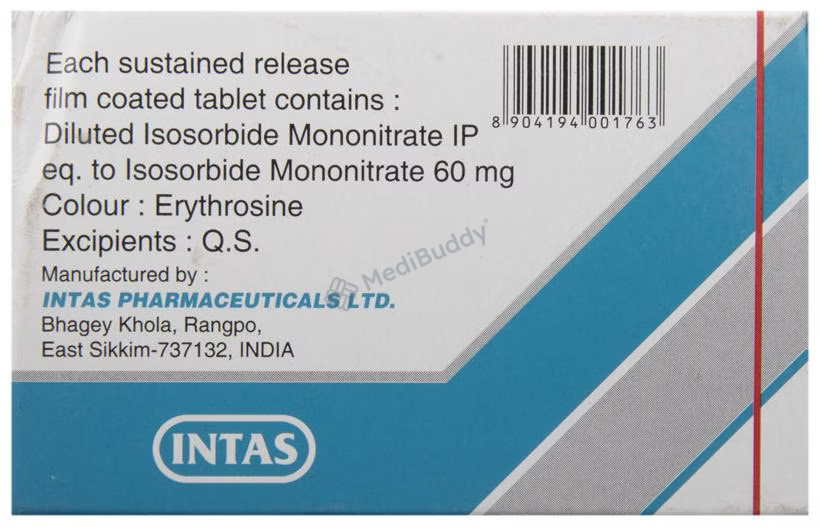 Each sustained release
film coated tablet contains :
Diluted Isosorbide Mononitrate IP
eq. to Isosorbide Mononitrate 60 mg
Colour : Erythrosine
Excipients : Q.S.
Manufactured by :
INTAS PHARMACEUTICALS LTD.
Bhagey Khola, Rangpo,
East Sikkim-737132, INDIA
8 904194 001763
MediBuddy
INTAS